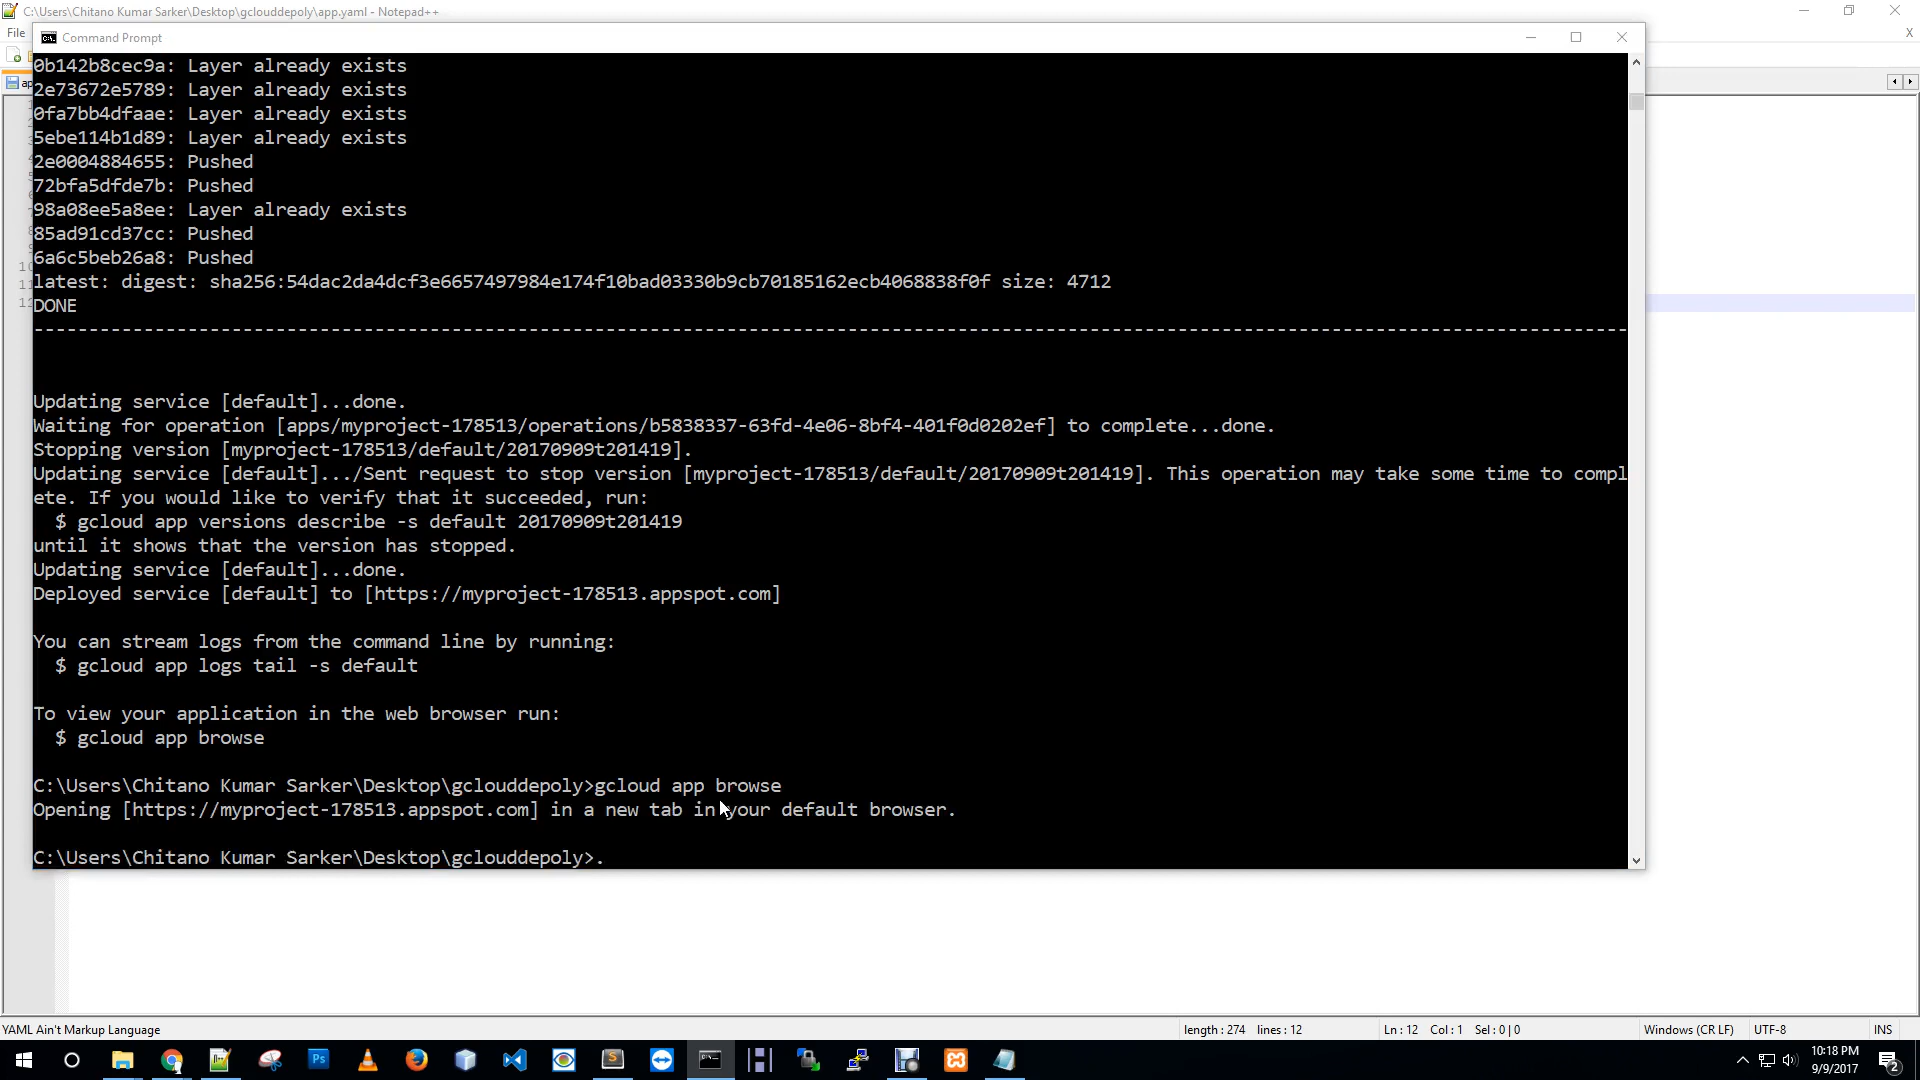 C:\Users\Chitano Kumar Sarker\Desktop\gclouddepoly\app.yaml - Notepad++
File
X
Command Prompt
ap
0b142b8cec9a: Layer already exists
2e73672e5789: Layer already exists
0fa7bb4dfaae: Layer already exists
5ebe114b1d89: Layer already exists
2e0004884655: Pushed
72bfa5dfde7b: Pushed
98a08ee5a8ee: Layer already exists
85ad91cd37cc: Pushed
6a6c5beb26a8: Pushed
latest: digest: sha256:54dac2da4dcf3e6657497984e174f10bad03330b9cb70185162ecb4068838f0f size: 4712
DONE
Updating service [default]...done.
Waiting for operation [apps/myproject-178513/operations/b5838337-63fd-4e06-8bf4-401f0d0202ef] to complete...done.
Stopping version [myproject-178513/default/20170909t201419].
Updating service [default].../Sent request to stop version [myproject-178513/default/20170909t201419]. This operation may take some time to compl
ete. If you would like to verify that it succeeded, run:
$ gcloud app versions describe -s default 20170909t201419
until it shows that the version has stopped.
Updating service [default]...done.
Deployed service [default] to [https://myproject-178513.appspot.com]
You can stream logs from the command line by running:
$ gcloud app logs tail -s default
To view your application in the web browser run:
$ gcloud app browse
C:\Users\Chitano Kumar Sarker\Desktop\gclouddepoly>gcloud app browse
Opening [https://myproject-178513.appspot.com] in a new tab in your default browser.
C:\Users\Chitano Kumar Sarker\Desktop\gclouddepoly>.
YAML Ain't Markup Language
length : 274 lines : 12
Ln : 12 Col : 1 Sel : 0 | 0
Windows (CR LF)
UTF-8
INS
10:18 PM
9/9/2017
2